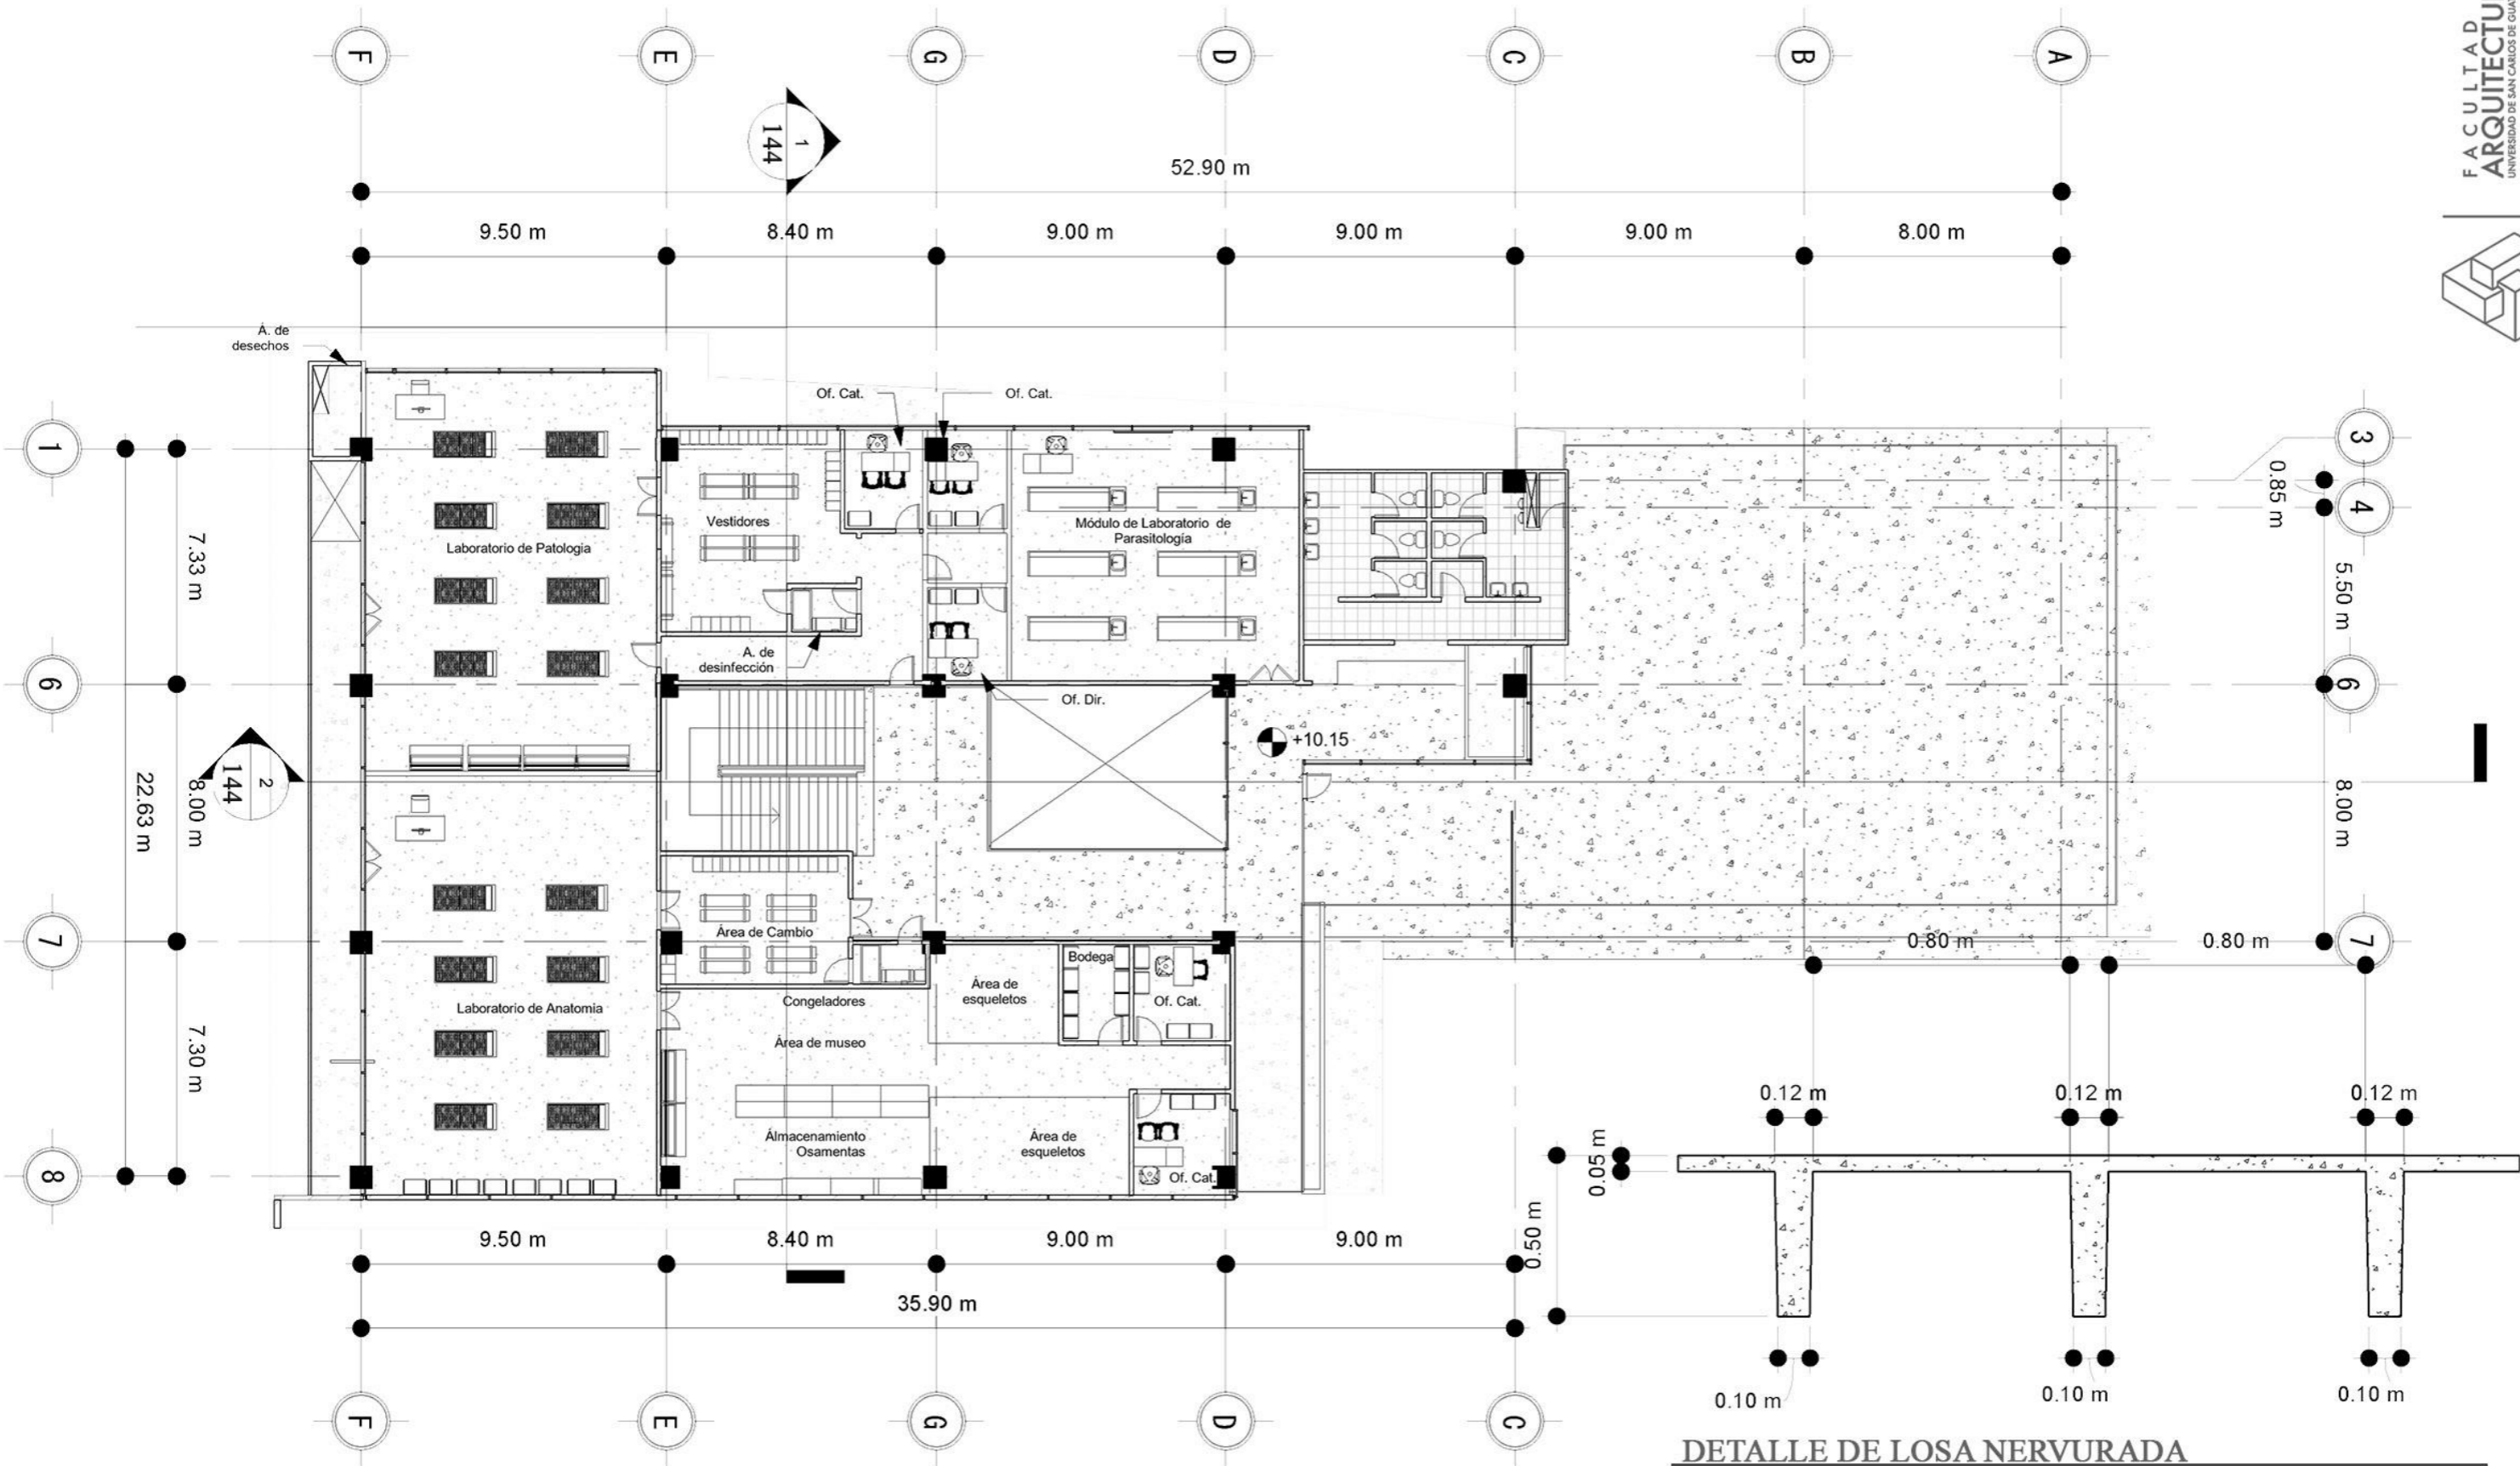 F E G D C B A
FACULTAD
ARQUITECTU
1
144
52.90 m
9.50 m 8.40 m 9.00 m 9.00 m 9.00 m 8.00 m
Á. de
desechos
Of. Cat. Of. Cat.
1
3
4
0.85 m
7.33 m
5.50 m
Laboratorio de Patología
Vestidores
Módulo de Laboratorio de
Parasitología
A. de
desinfección
6
6
Of. Dir.
+10.15
2
144
22.63 m
8.00 m
8.00 m
Área de Cambio
7
7
0.80 m 0.80 m
Bodega
Área de
esqueletos
Of. Cat.
Congeladores
Laboratorio de Anatomia
Área de museo
7.30 m
0.12 m 0.12 m 0.12 m
0.05 m
0.50 m
Álmacenamiento
Osamentas
Área de
esqueletos
Of. Cat.
8
9.50 m 8.40 m 9.00 m 9.00 m
35.90 m
0.10 m 0.10 m 0.10 m
F E G D C
DETALLE DE LOSA NERVURADA